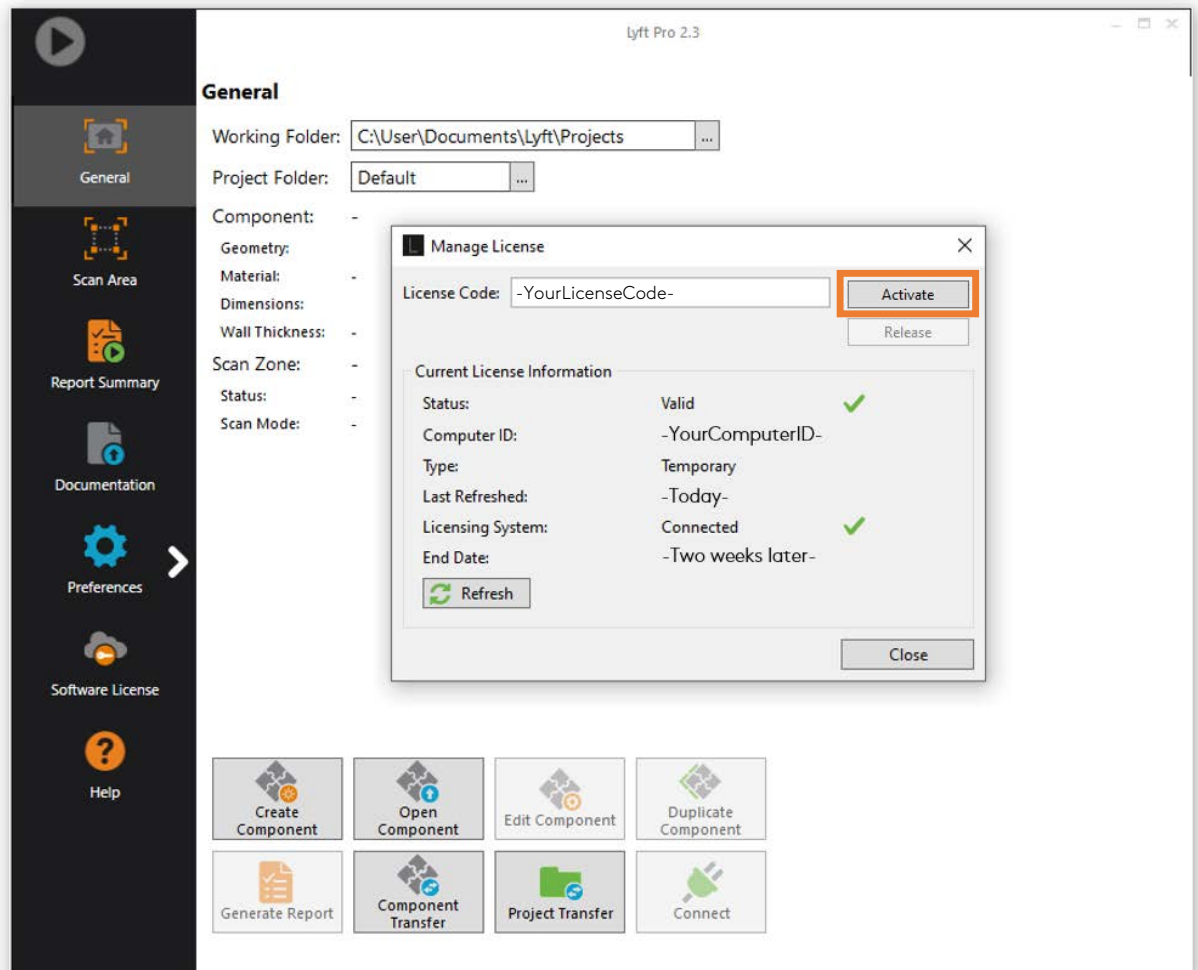 Lyft Pro 2.3
General
Scan Area
Report Summary
Documentation
Preferences
Software License
Help
General
Working Folder: C:\User\Documents\Lyft\Projects ...
Project Folder: Default ...
Component: -
Geometry:
Material: -
Dimensions:
Wall Thickness: -
Scan Zone: -
Status: -
Scan Mode: -
L Manage License
License Code: -YourLicenseCode- Activate
Release
Current License Information
Status: Valid
Computer ID: -YourComputerID-
Type: Temporary
Last Refreshed: -Today-
Licensing System: Connected
End Date: -Two weeks later-
Refresh
Close
Create
Component
Open
Component
Edit Component
Duplicate
Component
Generate Report
Component
Transfer
Project Transfer
Connect